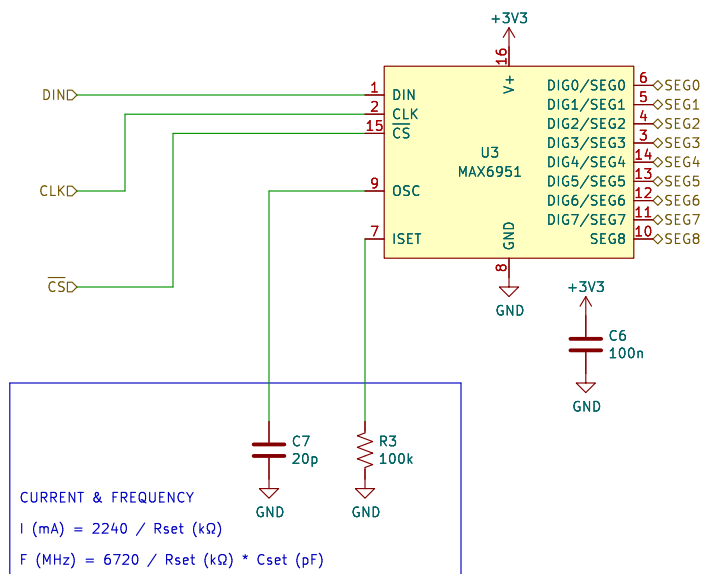 +3V3
16
V+
DIN
1
DIN
2
CLK
15
CS
CLK
9
OSC
CS
7
ISET
U3
MAX6951
DIG0/SEG0
6
SEG0
DIG1/SEG1
5
SEG1
DIG2/SEG2
4
SEG2
DIG3/SEG3
3
SEG3
DIG4/SEG4
14
SEG4
DIG5/SEG5
13
SEG5
DIG6/SEG6
12
SEG6
DIG7/SEG7
11
SEG7
SEG8
10
SEG8
GND
8
GND
+3V3
C6
100n
GND
C7
20p
GND
R3
100k
GND
CURRENT & FREQUENCY
I (mA) = 2240 / Rset (kΩ)
F (MHz) = 6720 / Rset (kΩ) * Cset (pF)